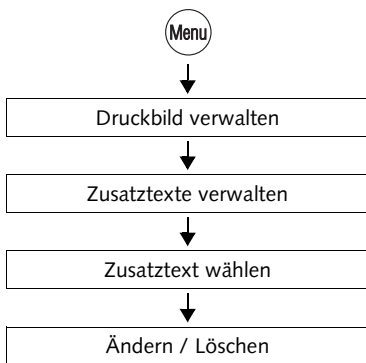 Menu
Druckbild verwalten
Zusatztexte verwalten
Zusatztext wählen
Ändern / Löschen